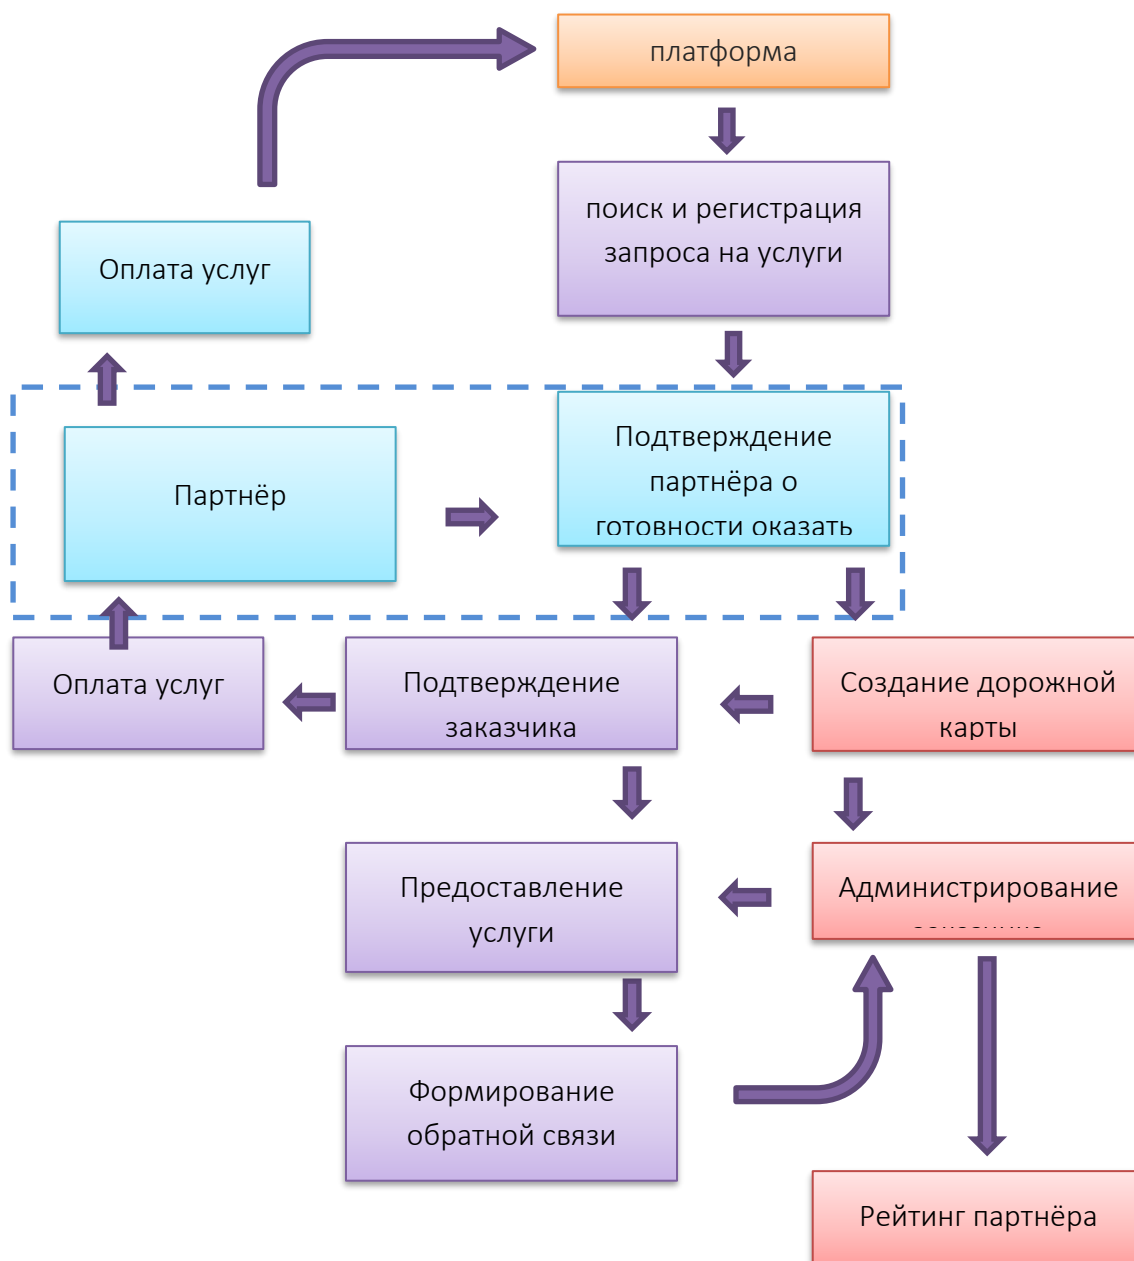 платформа
поиск и регистрация
запроса на услуги
Оплата услуг
Подтверждение
партнёра о
готовности оказать
Партнёр
Оплата услуг
Подтверждение
заказчика
Создание дорожной
карты
Предоставление
услуги
Администрирование
Формирование
обратной связи
Рейтинг партнёра